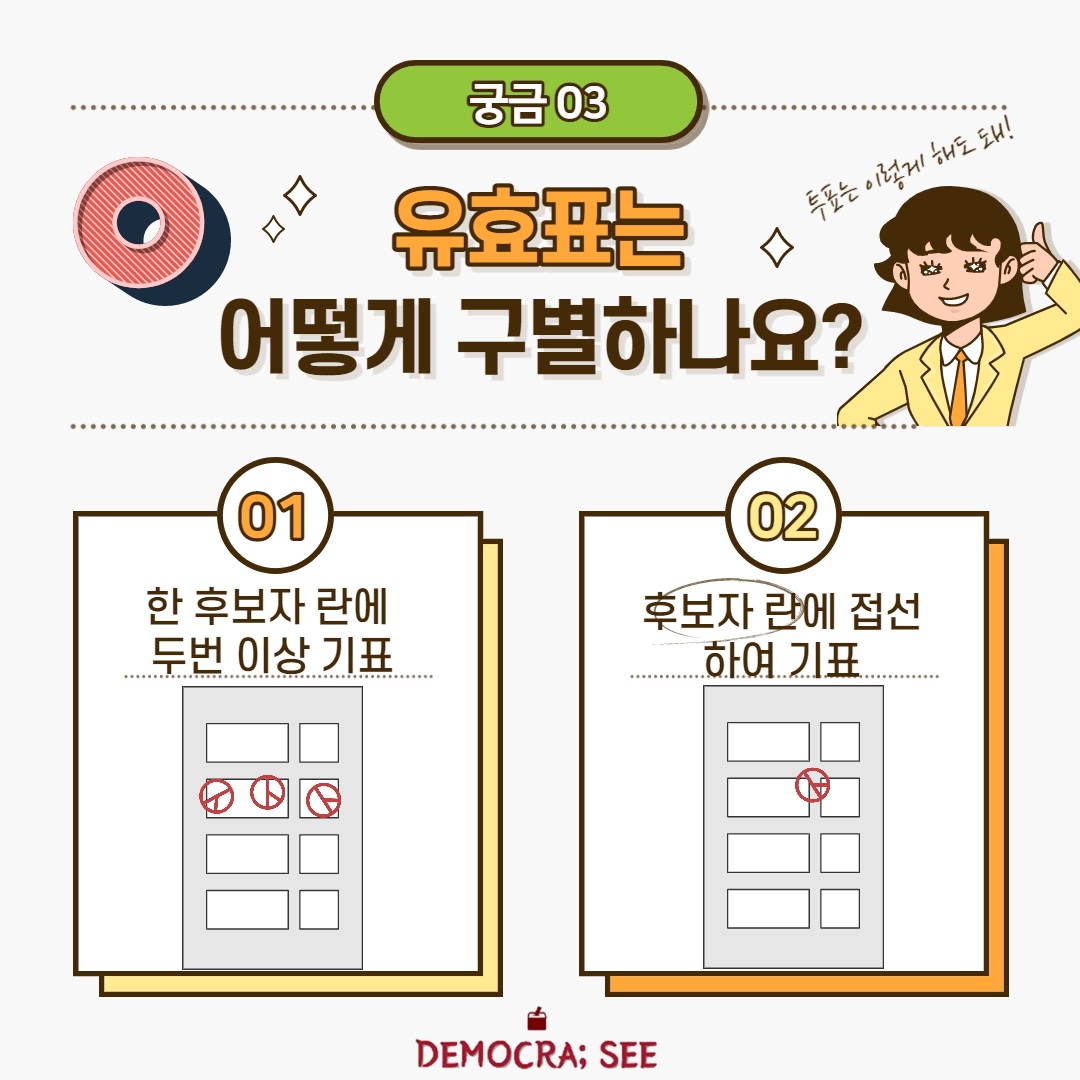 궁금 03
투표는 이렇게 해도 돼!
유효표는
어떻게 구별하나요?
01
한 후보자 란에
두번 이상 기표
02
후보자 란에 접선
하여 기표
DEMOCRA; SEE